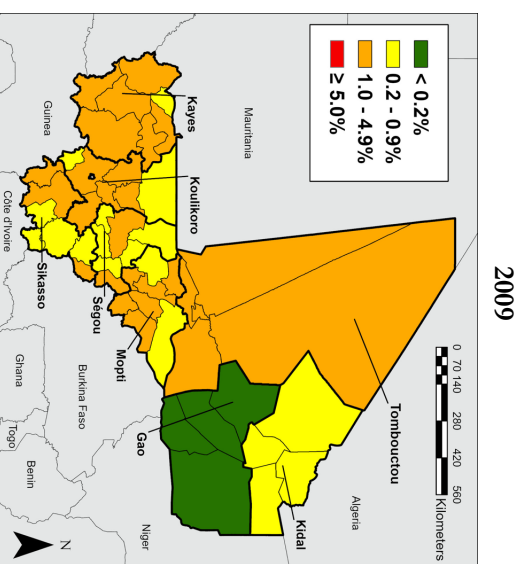 2009
< 0.2%
0.2 - 0.9%
1.0 - 4.9%
≥ 5.0%
0 70 140 280 420 560
Kilometers
Mauritania
Algeria
Tombouctou
Kidal
Kayes
Koulikoro
Gao
Mopti
Ségou
Sikasso
Guinea
Burkina Faso
Niger
Côte d'Ivoire
Ghana
Togo
Benin
N